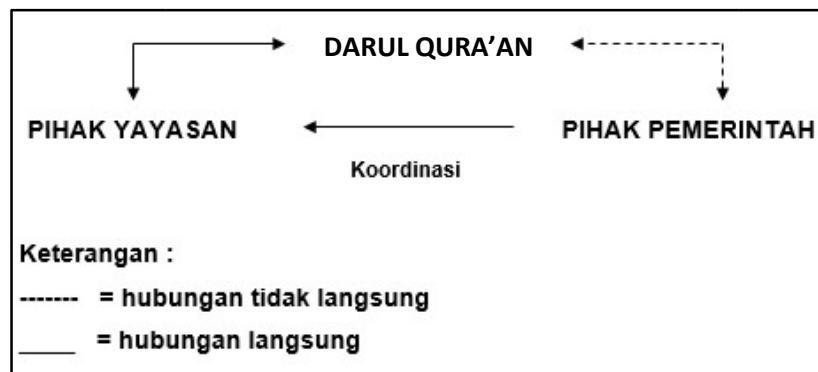 DARUL QURA’AN
PIHAK YAYASAN PIHAK PEMERINTAH
Koordinasi
Keterangan :
------- = hubungan tidak langsung
____ = hubungan langsung